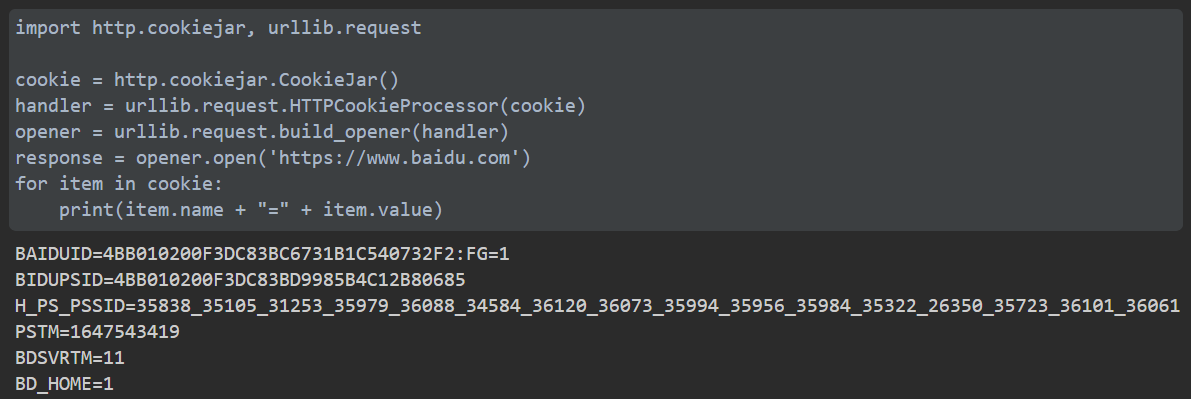 import http.cookiejar, urllib.request
cookie = http.cookiejar.CookieJar()
handler = urllib.request.HTTPCookieProcessor(cookie)
opener = urllib.request.build_opener(handler)
response = opener.open('https://www.baidu.com')
for item in cookie:
    print(item.name + "=" + item.value)
BAIDUID=4BB010200F3DC83BC6731B1C540732F2:FG=1
BIDUPSID=4BB010200F3DC83BD9985B4C12B80685
H_PS_PSSID=35838_35105_31253_35979_36088_34584_36120_36073_35994_35956_35984_35322_26350_35723_36101_36061
PSTM=1647543419
BDSVRTM=11
BD_HOME=1